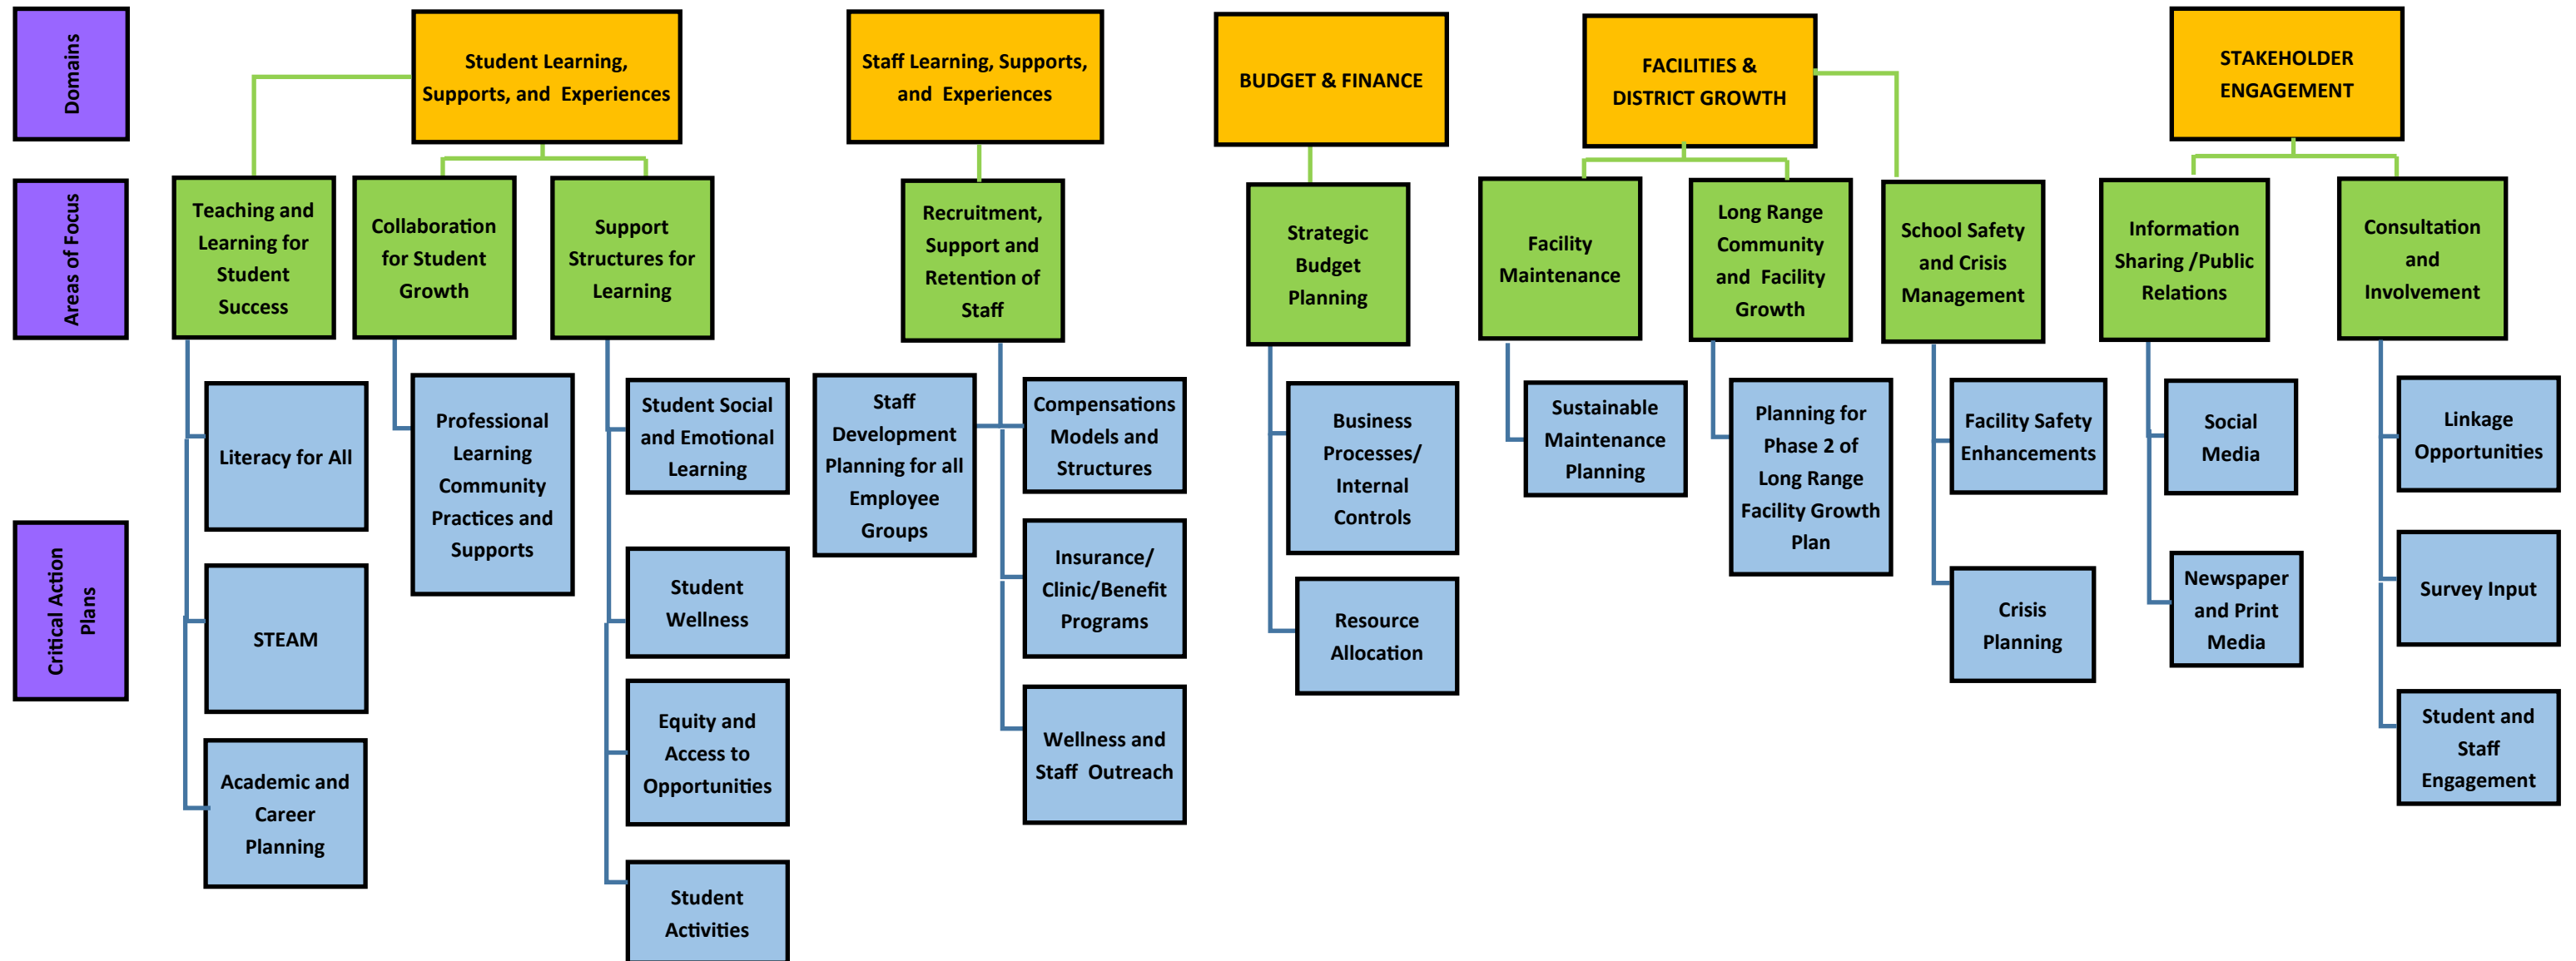 Domains
Student Learning,
Supports, and Experiences
Staff Learning, Supports,
and Experiences
BUDGET & FINANCE
FACILITIES &
DISTRICT GROWTH
STAKEHOLDER
ENGAGEMENT
Areas of Focus
Teaching and
Learning for
Student
Success
Collaboration
for Student
Growth
Support
Structures for
Learning
Recruitment,
Support and
Retention of
Staff
Strategic
Budget
Planning
Facility
Maintenance
Long Range
Community
and Facility
Growth
School Safety
and Crisis
Management
Information
Sharing /Public
Relations
Consultation
and
Involvement
Critical Action
Plans
Literacy for All
STEAM
Academic and
Career
Planning
Professional
Learning
Community
Practices and
Supports
Student Social
and Emotional
Learning
Student
Wellness
Equity and
Access to
Opportunities
Student
Activities
Staff
Development
Planning for all
Employee
Groups
Compensations
Models and
Structures
Insurance/
Clinic/Benefit
Programs
Wellness and
Staff Outreach
Business
Processes/
Internal
Controls
Resource
Allocation
Sustainable
Maintenance
Planning
Planning for
Phase 2 of
Long Range
Facility Growth
Plan
Facility Safety
Enhancements
Crisis
Planning
Social
Media
Newspaper
and Print
Media
Linkage
Opportunities
Survey Input
Student and
Staff
Engagement